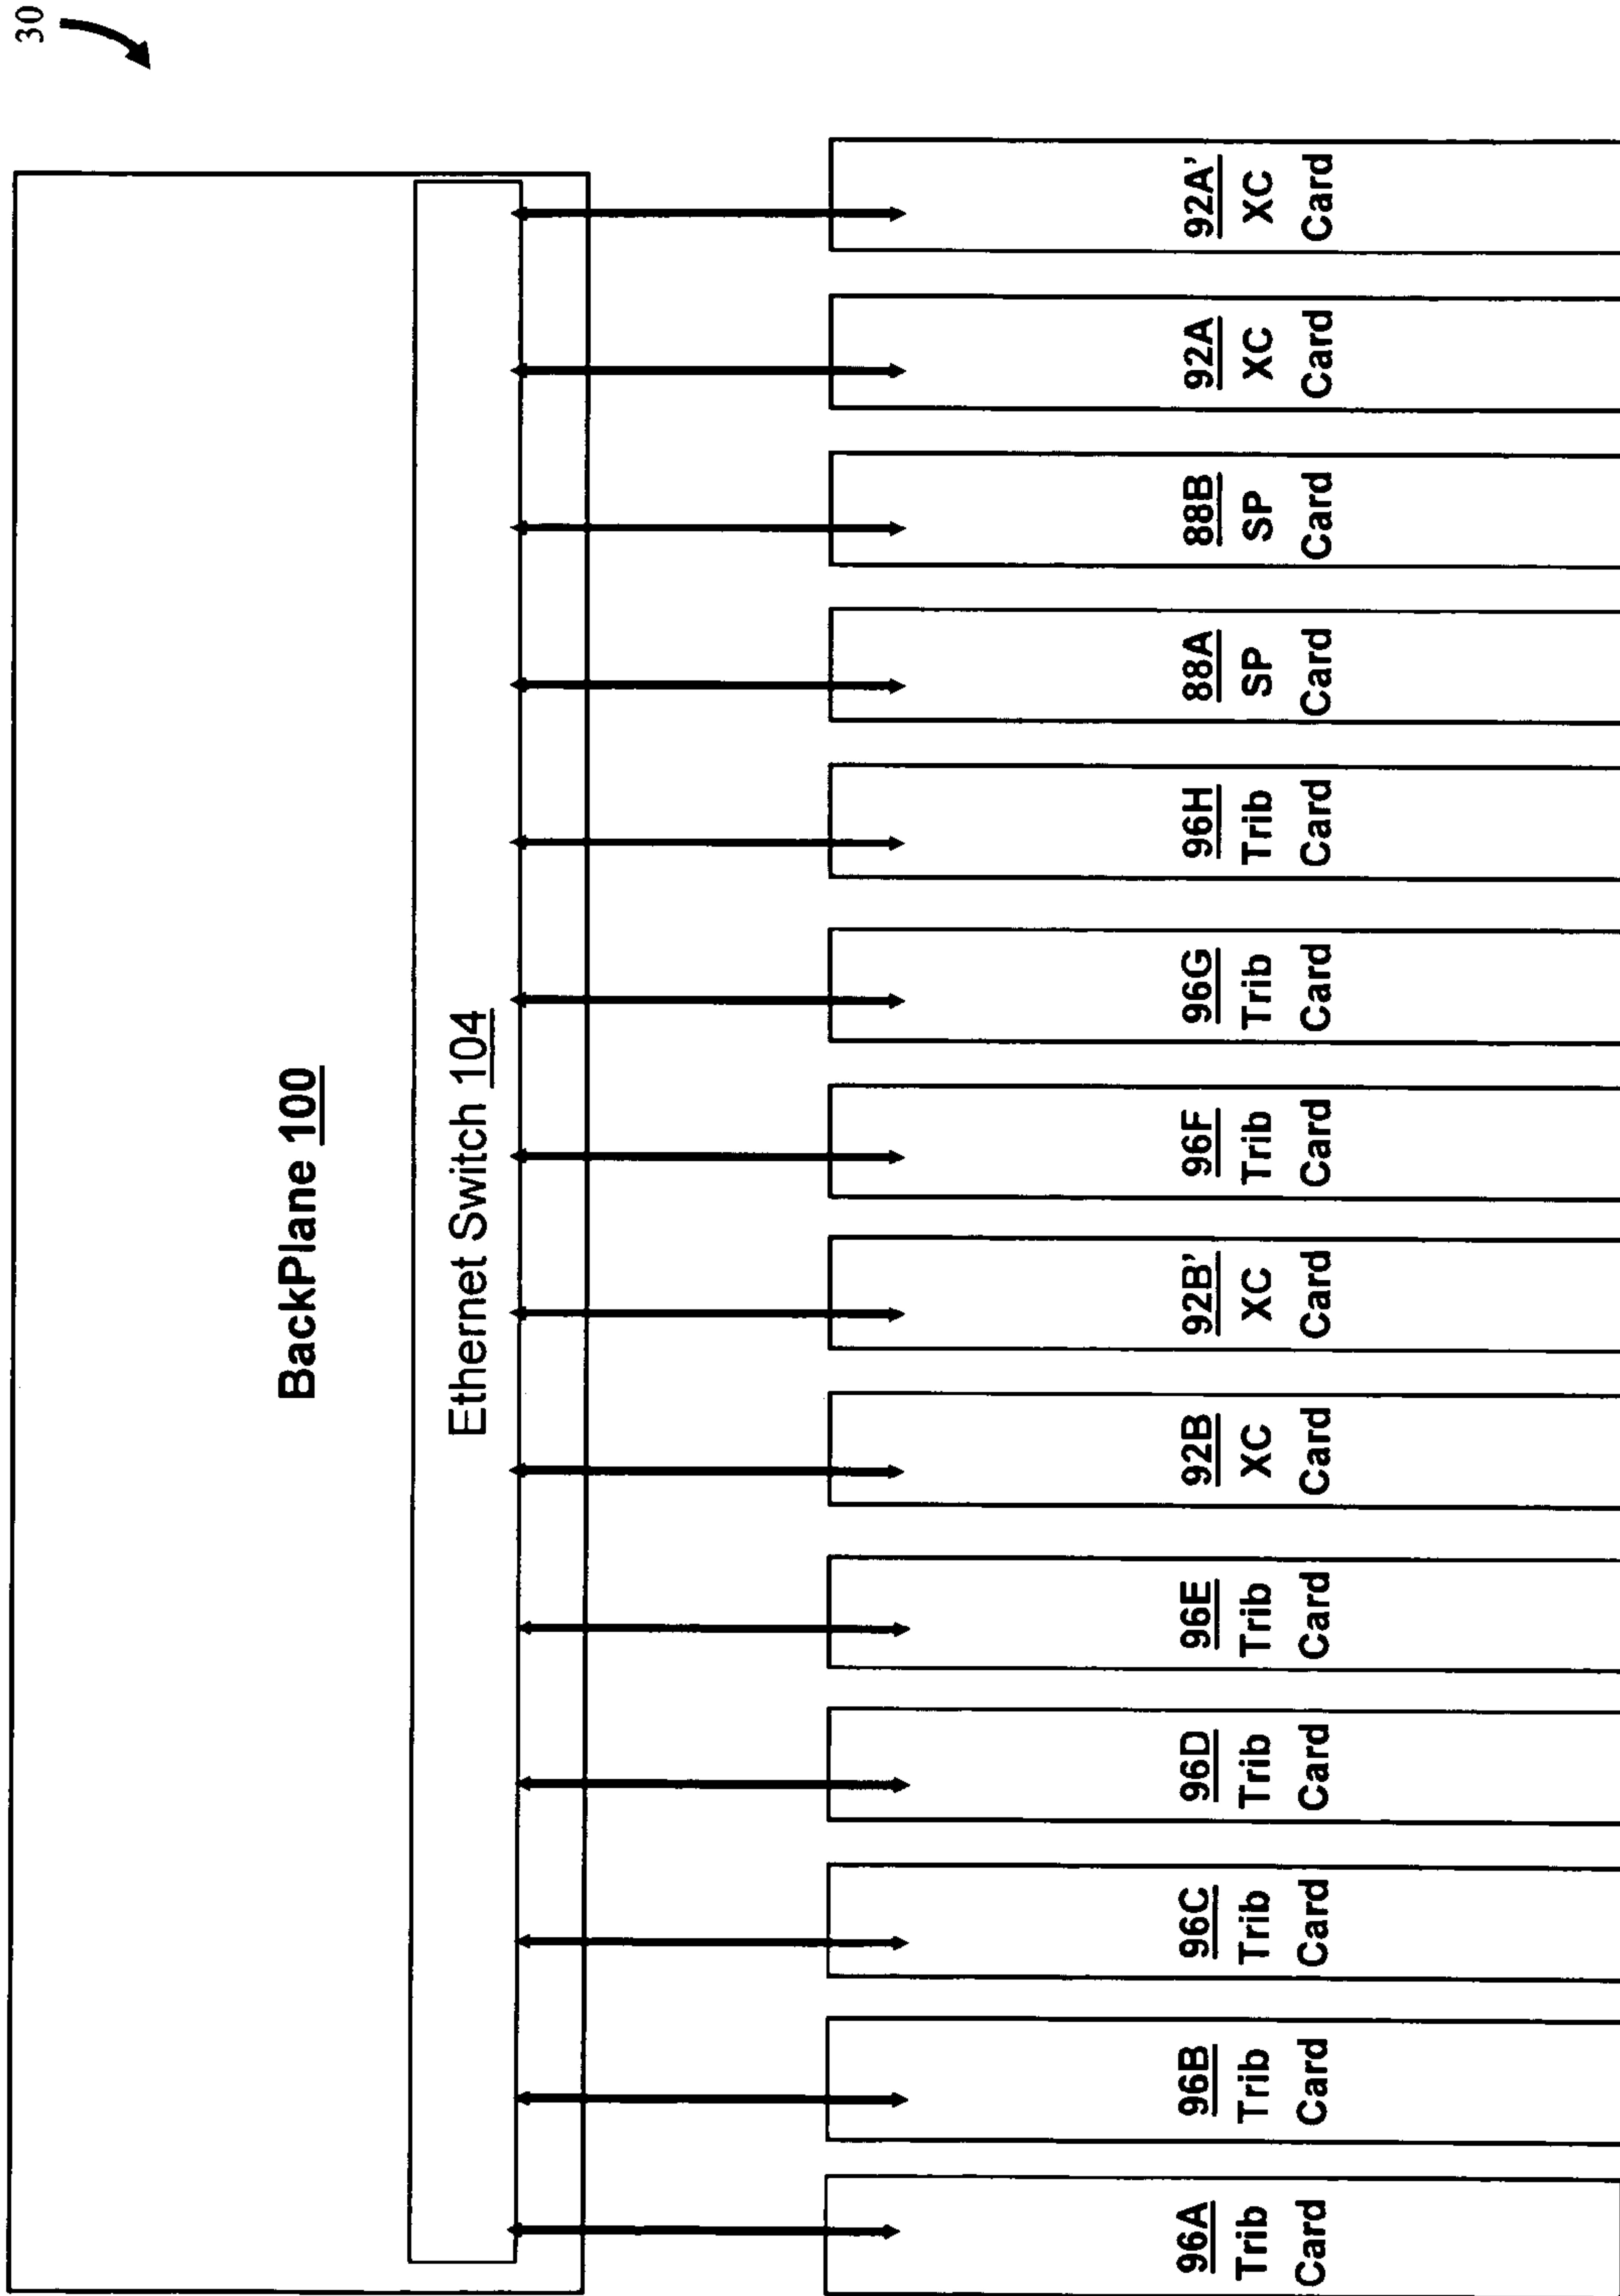 30
BackPlane 100
Ethernet Switch 104
96A
Trib
Card
96B
Trib
Card
96C
Trib
Card
96D
Trib
Card
96E
Trib
Card
92B
XC
Card
92B’
XC
Card
96F
Trib
Card
96G
Trib
Card
96H
Trib
Card
88A
SP
Card
88B
SP
Card
92A
XC
Card
92A’
XC
Card